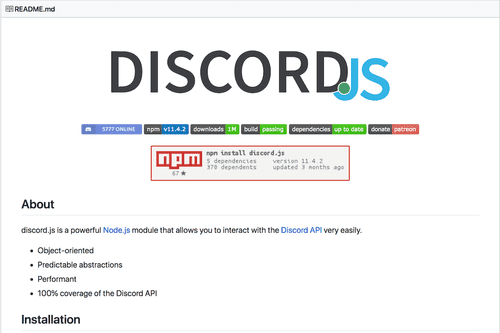 README.md
DISCORD.JS
5777 ONLINE npm v11.4.2 downloads 1M build passing dependencies up to date donate patreon
npm install discord.js
npm 5 dependencies version 11.4.2
379 dependents updated 3 months ago
67 ★
About
discord.js is a powerful Node.js module that allows you to interact with the Discord API very easily.
• Object-oriented
• Predictable abstractions
• Performant
• 100% coverage of the Discord API
Installation